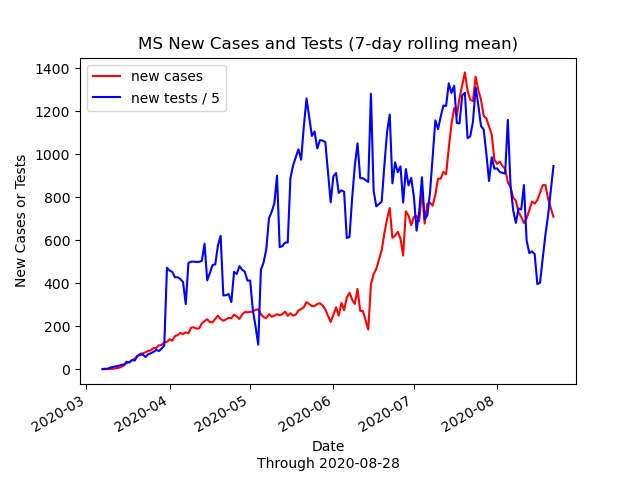 MS New Cases and Tests (7-day rolling mean)
new cases
new tests / 5
New Cases or Tests
1400
1200
1000
800
600
400
200
0
2020-03
2020-04
2020-05
2020-06
2020-07
2020-08
Date
Through 2020-08-28